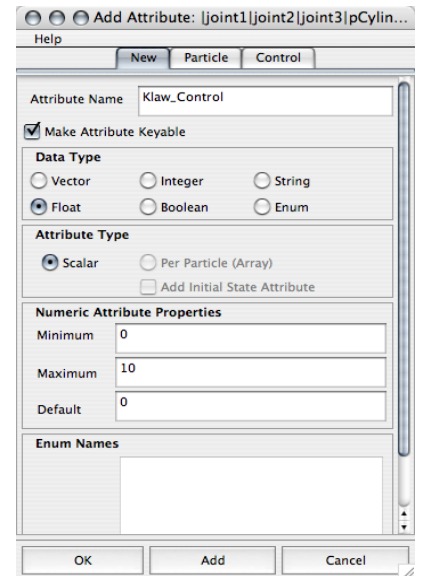 Add Attribute: |joint1|joint2|joint3|pCylin...
Help
New Particle Control
Attribute Name Klaw_Control
Make Attribute Keyable
Data Type
Vector Integer String
Float Boolean Enum
Attribute Type
Scalar Per Particle (Array)
Add Initial State Attribute
Numeric Attribute Properties
Minimum 0
Maximum 10
Default 0
Enum Names
OK Add Cancel